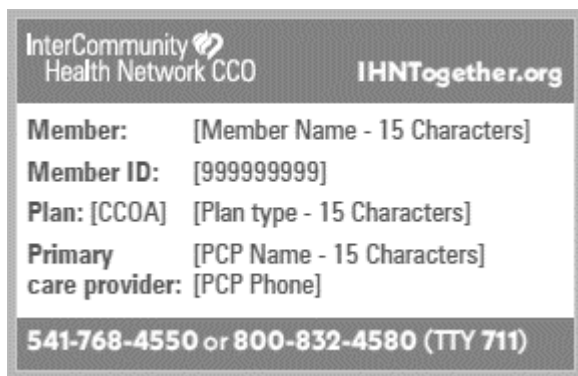 InterCommunity
Health Network CCO
IHNTogether.org
Member: [Member Name - 15 Characters]
Member ID: [999999999]
Plan: [CCOA] [Plan type - 15 Characters]
Primary [PCP Name - 15 Characters]
care provider: [PCP Phone]
541-768-4550 or 800-832-4580 (TTY 711)